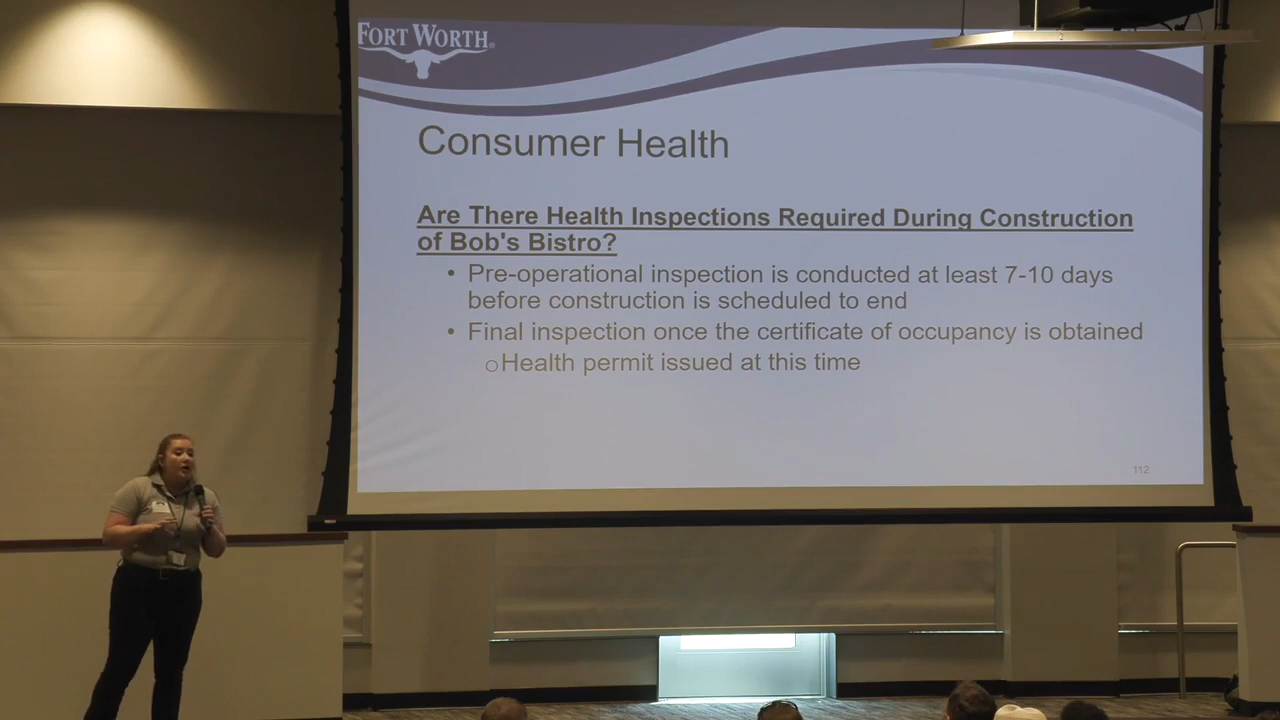 FORT WORTH®
Consumer Health
Are There Health Inspections Required During Construction
of Bob's Bistro?
• Pre-operational inspection is conducted at least 7-10 days
before construction is scheduled to end
• Final inspection once the certificate of occupancy is obtained
○Health permit issued at this time
112